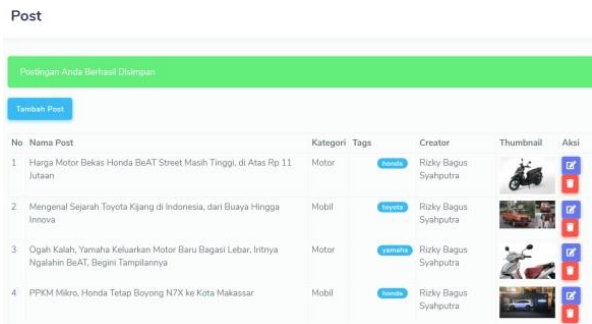 Post
Postingan Anda Berhasil Disimpan
Tambah Post
No Nama Post Kategori Tags Creator Thumbnail Aksi
1 Harga Motor Bekas Honda BeAT Street Masih Tinggi, di Atas Rp 11 Motor honda Rizky Bagus
Jutaan Syahputra
2 Mengenal Sejarah Toyota Kijang di Indonesia, dari Buaya Hingga Mobil toyota Rizky Bagus
Innova Syahputra
3 Ogah Kalah, Yamaha Keluarkan Motor Baru Bagasi Lebar, Iritnya Motor yamaha Rizky Bagus
Ngalahin BeAT, Begini Tampilannya Syahputra
4 PPKM Mikro, Honda Tetap Boyong N7X ke Kota Makassar Mobil honda Rizky Bagus
Syahputra